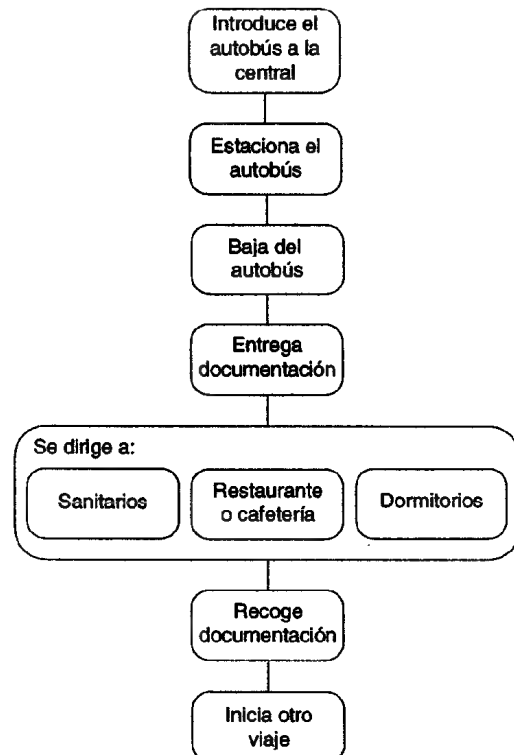 Introduce el
autobús a la
central
Estaciona el
autobús
Baja del
autobús
Entrega
documentación
Se dirige a:
Sanitarios
Restaurante
o cafetería
Dormitorios
Recoge
documentación
Inicia otro
viaje